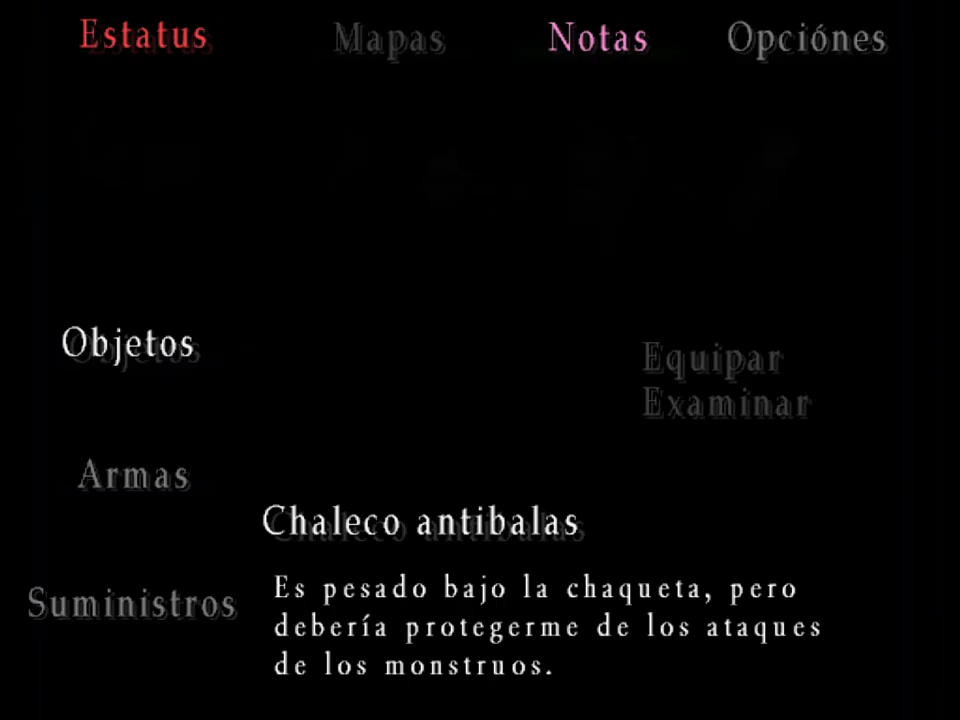 Estatus Mapas Notas Opciónes
Objetos
Equipar
Examinar
Armas
Chaleco antibalas
Suministros
Es pesado bajo la chaqueta, pero
debería protegerme de los ataques
de los monstruos.